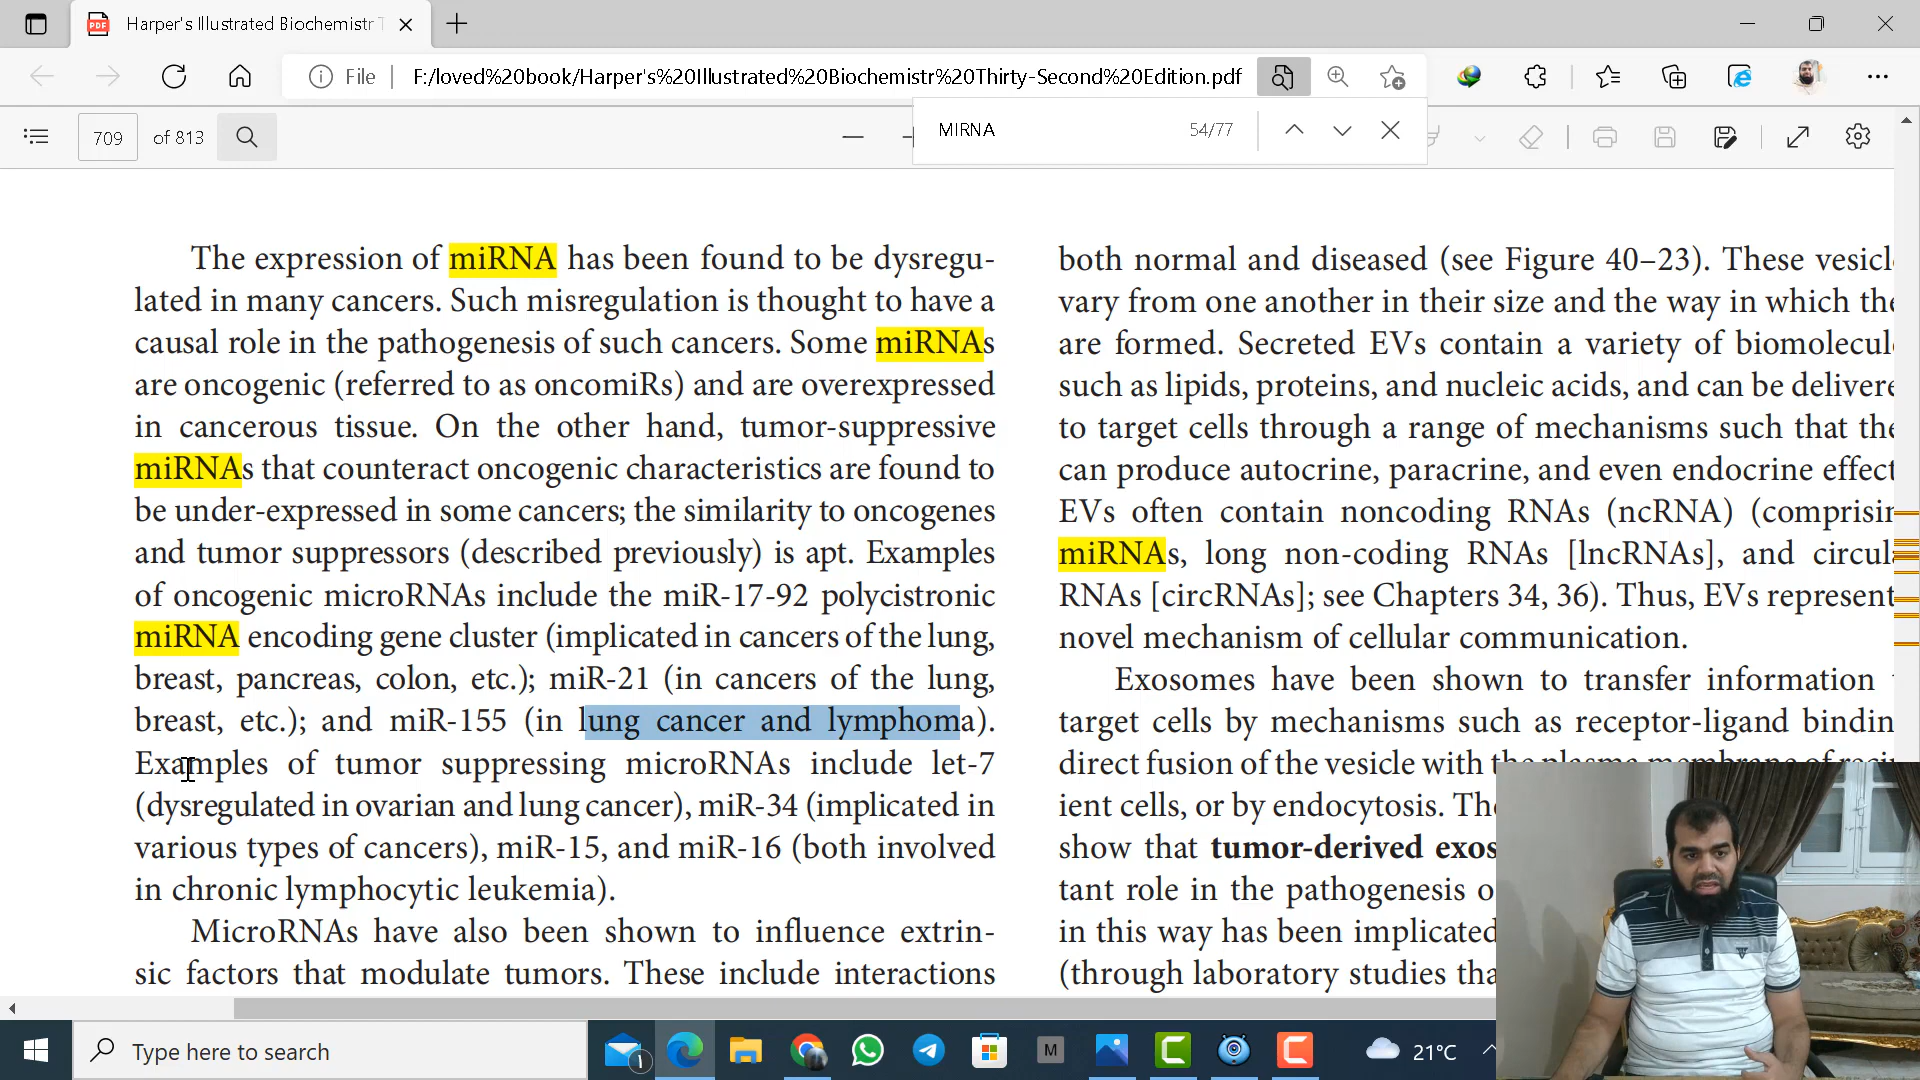 Harper's Illustrated Biochemistr
File
F:/loved%20book/Harper's%20Illustrated%20Biochemistr%20Thirty-Second%20Edition.pdf
MIRNA
54/77
709
of 813
The expression of miRNA has been found to be dysregu-
lated in many cancers. Such misregulation is thought to have a
causal role in the pathogenesis of such cancers. Some miRNAs
are oncogenic (referred to as oncomiRs) and are overexpressed
in cancerous tissue. On the other hand, tumor-suppressive
miRNAs that counteract oncogenic characteristics are found to
be under-expressed in some cancers; the similarity to oncogenes
and tumor suppressors (described previously) is apt. Examples
of oncogenic microRNAs include the miR-17-92 polycistronic
miRNA encoding gene cluster (implicated in cancers of the lung,
breast, pancreas, colon, etc.); miR-21 (in cancers of the lung,
breast, etc.); and miR-155 (in lung cancer and lymphoma).
Examples of tumor suppressing microRNAs include let-7
(dysregulated in ovarian and lung cancer), miR-34 (implicated in
various types of cancers), miR-15, and miR-16 (both involved
in chronic lymphocytic leukemia).
MicroRNAs have also been shown to influence extrin-
sic factors that modulate tumors. These include interactions
both normal and diseased (see Figure 40–23). These vesicl
vary from one another in their size and the way in which the
are formed. Secreted EVs contain a variety of biomolecul
such as lipids, proteins, and nucleic acids, and can be delivere
to target cells through a range of mechanisms such that the
can produce autocrine, paracrine, and even endocrine effect
EVs often contain noncoding RNAs (ncRNA) (comprisin
miRNAs, long non-coding RNAs [lncRNAs], and circul
RNAs [circRNAs]; see Chapters 34, 36). Thus, EVs represent
novel mechanism of cellular communication.
Exosomes have been shown to transfer information
target cells by mechanisms such as receptor-ligand bindin
direct fusion of the vesicle with the plasma membrane of reci
ient cells, or by endocytosis. The
show that tumor-derived exos
tant role in the pathogenesis o
in this way has been implicated
(through laboratory studies tha
Type here to search
1
M
21°C